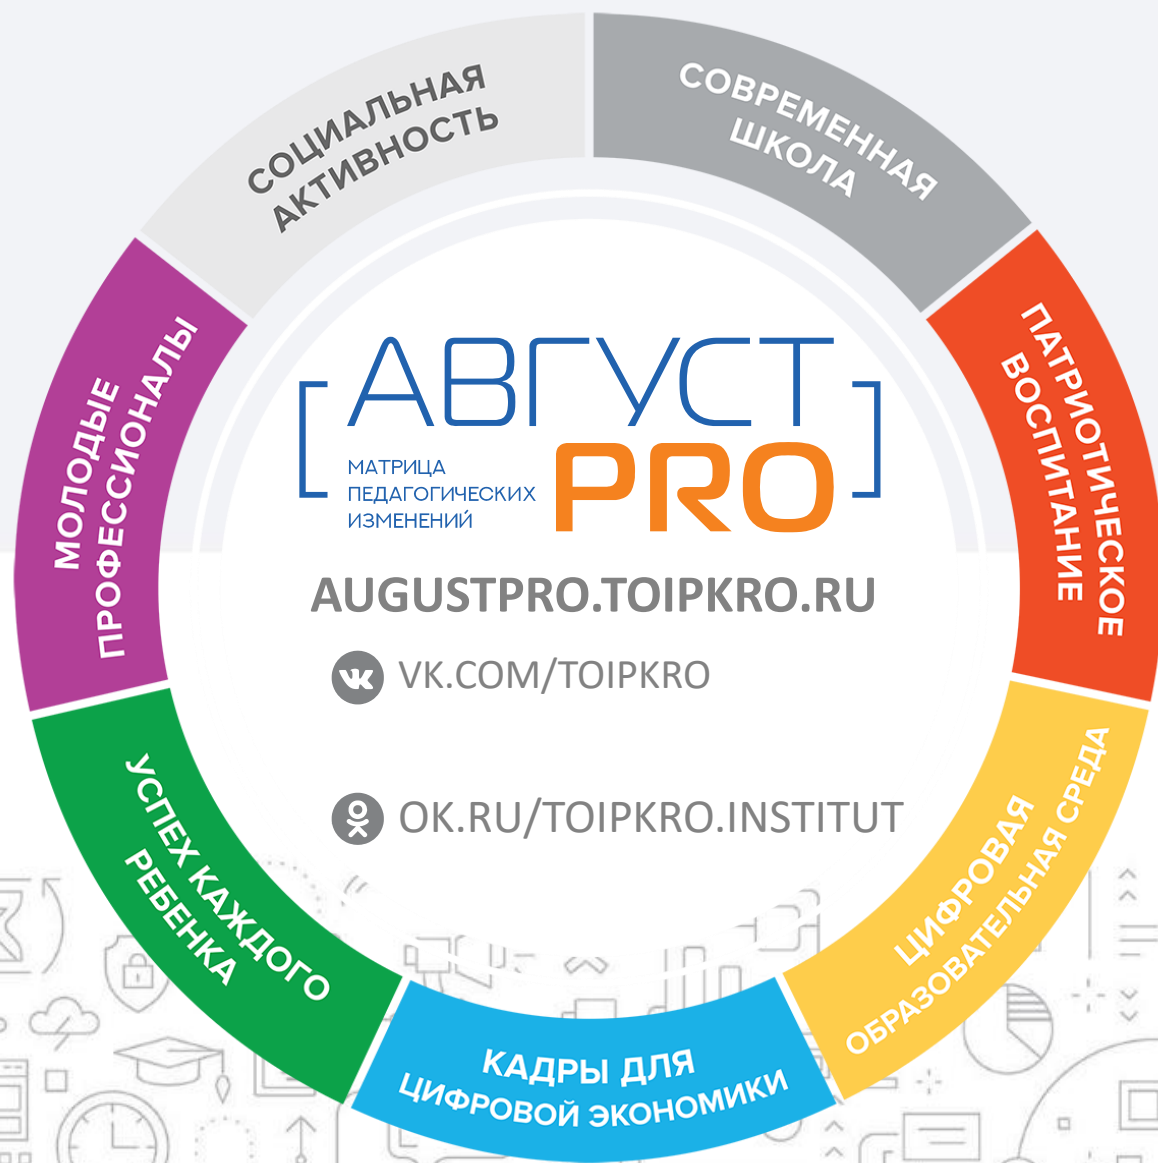 СОЦИАЛЬНАЯ
АКТИВНОСТЬ
СОВРЕМЕННАЯ
ШКОЛА
ПАТРИОТИЧЕСКОЕ
ВОСПИТАНИЕ
ЦИФРОВАЯ
ОБРАЗОВАТЕЛЬНАЯ СРЕДА
КАДРЫ ДЛЯ
ЦИФРОВОЙ ЭКОНОМИКИ
УСПЕХ КАЖДОГО
РЕБЕНКА
МОЛОДЫЕ
ПРОФЕССИОНАЛЫ
[АВГУСТ
PRO]
МАТРИЦА
ПЕДАГОГИЧЕСКИХ
ИЗМЕНЕНИЙ
AUGUSTPRO.TOIPKRO.RU
VK.COM/TOIPKRO
OK.RU/TOIPKRO.INSTITUT